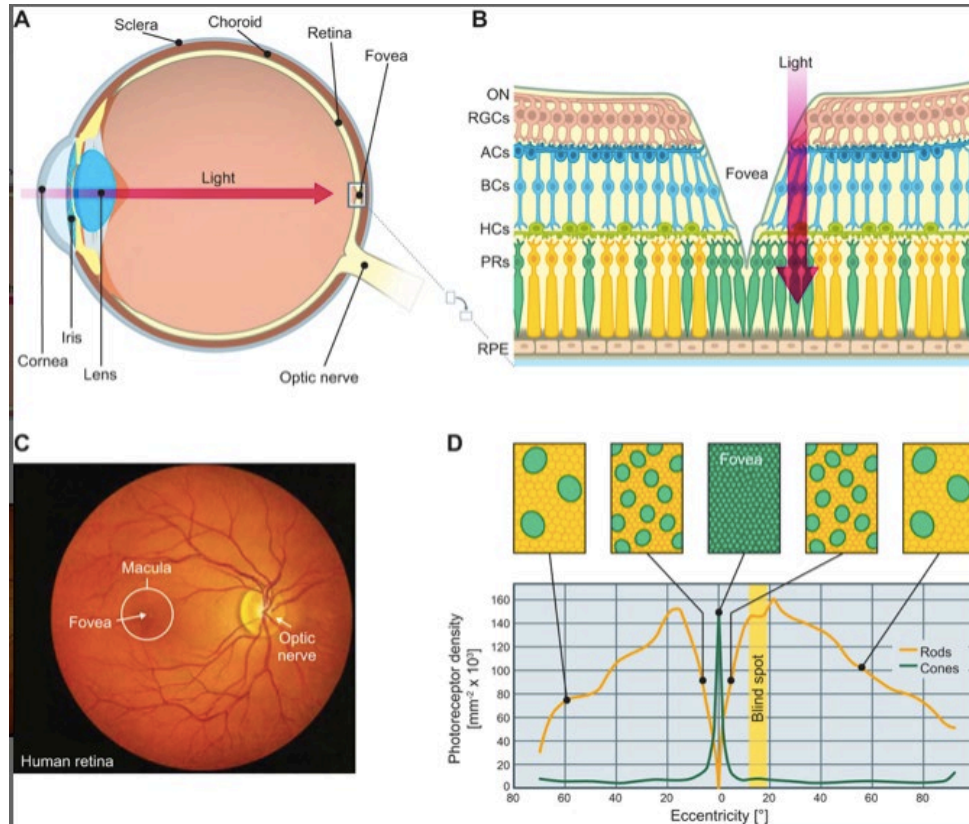 A
Sclera
Choroid
Retina
Fovea
Light
Iris
Cornea
Lens
Optic nerve
B
Light
ON
RGCs
ACs
Fovea
BCs
HCs
PRs
RPE
C
Macula
Fovea
Optic
nerve
Human retina
D
Fovea
Photoreceptor density
[mm-2 x 10³)
160
140
120
100
80
60
40
20
0
Blind spot
Rods
Cones
80
60
40
20
0
20
40
60
80
Eccentricity [°]